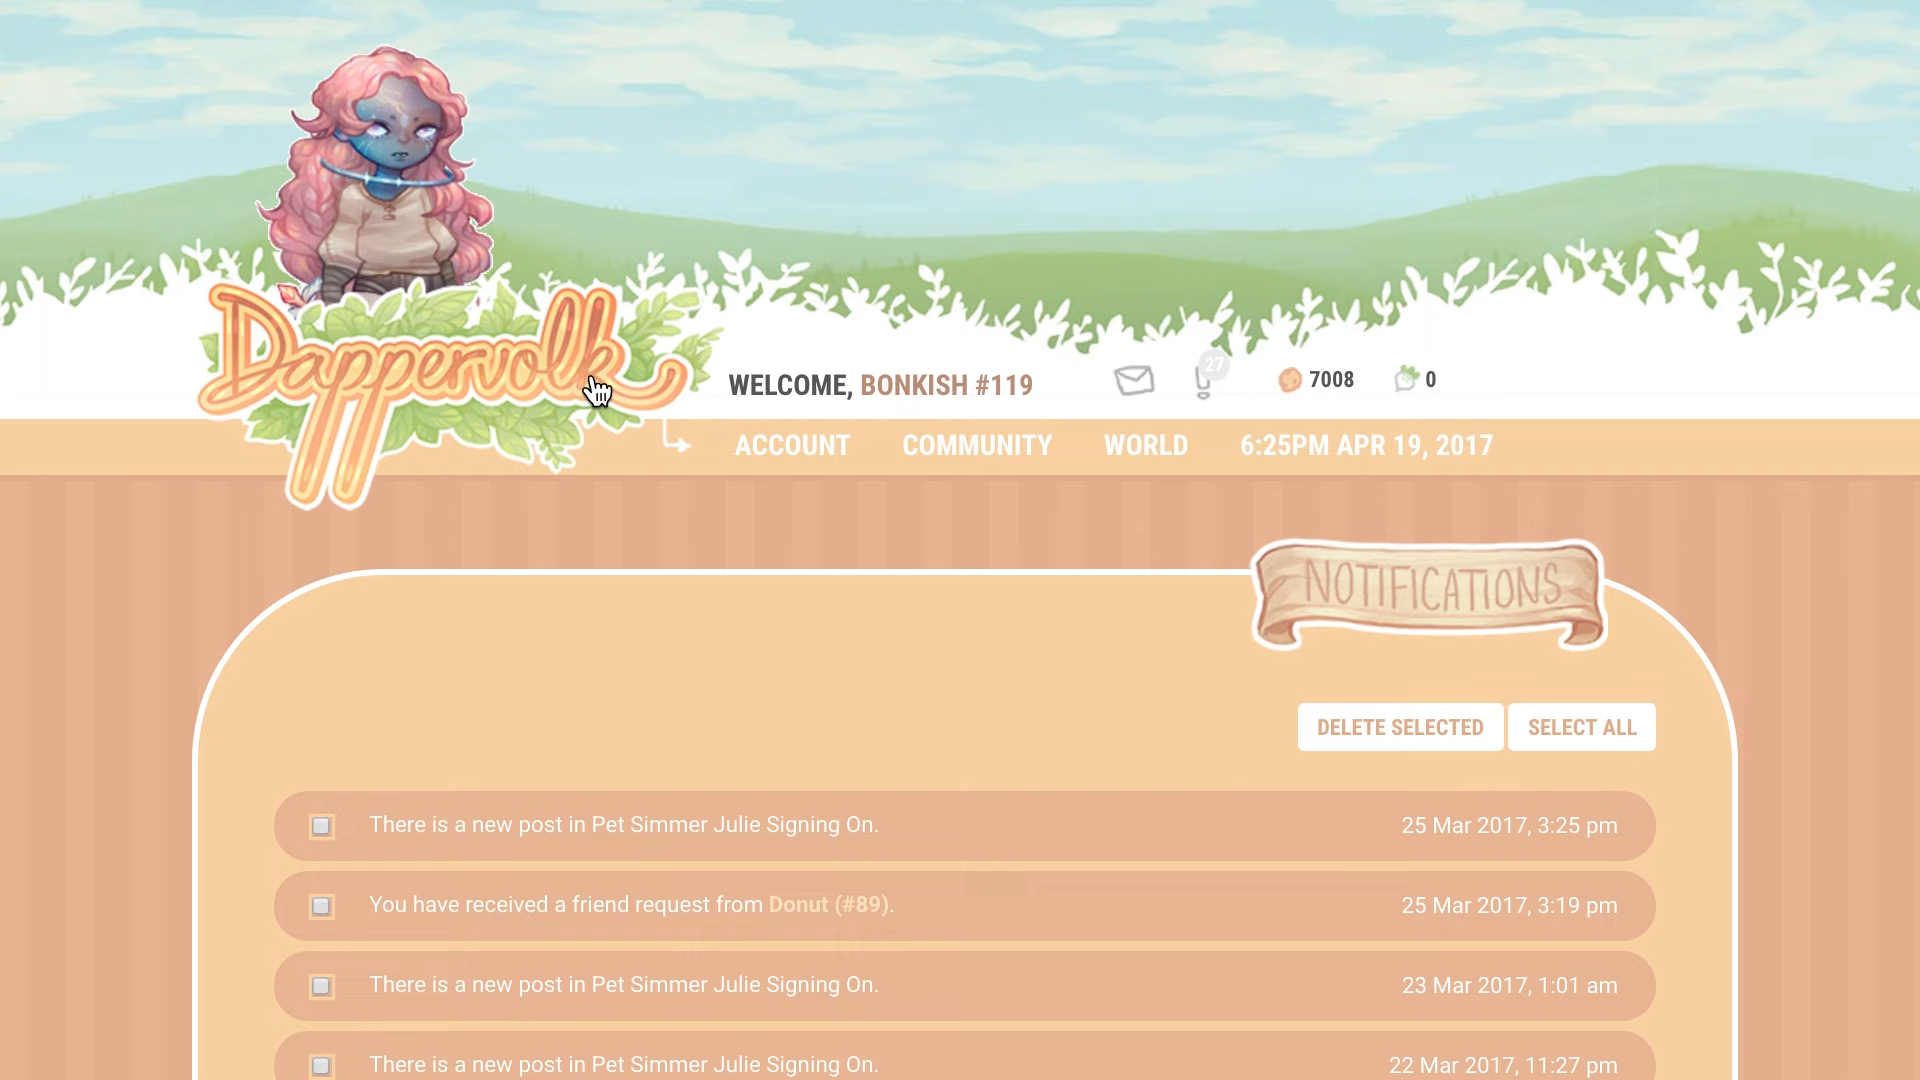 Dappervolk
WELCOME, BONKISH #119
27
7008
0
ACCOUNT COMMUNITY WORLD 6:25PM APR 19, 2017
NOTIFICATIONS
DELETE SELECTED SELECT ALL
There is a new post in Pet Simmer Julie Signing On. 25 Mar 2017, 3:25 pm
You have received a friend request from Donut (#89). 25 Mar 2017, 3:19 pm
There is a new post in Pet Simmer Julie Signing On. 23 Mar 2017, 1:01 am
There is a new post in Pet Simmer Julie Signing On. 22 Mar 2017, 11:27 pm